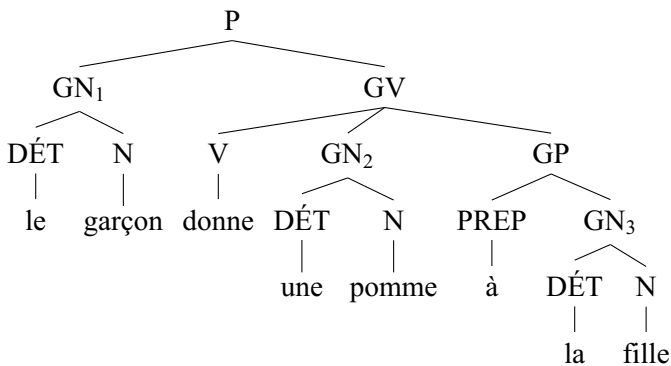 P
GN₁ GV
DÉT N V GN₂ GP
le garçon donne DÉT N PREP GN₃
une pomme à DÉT N
la fille